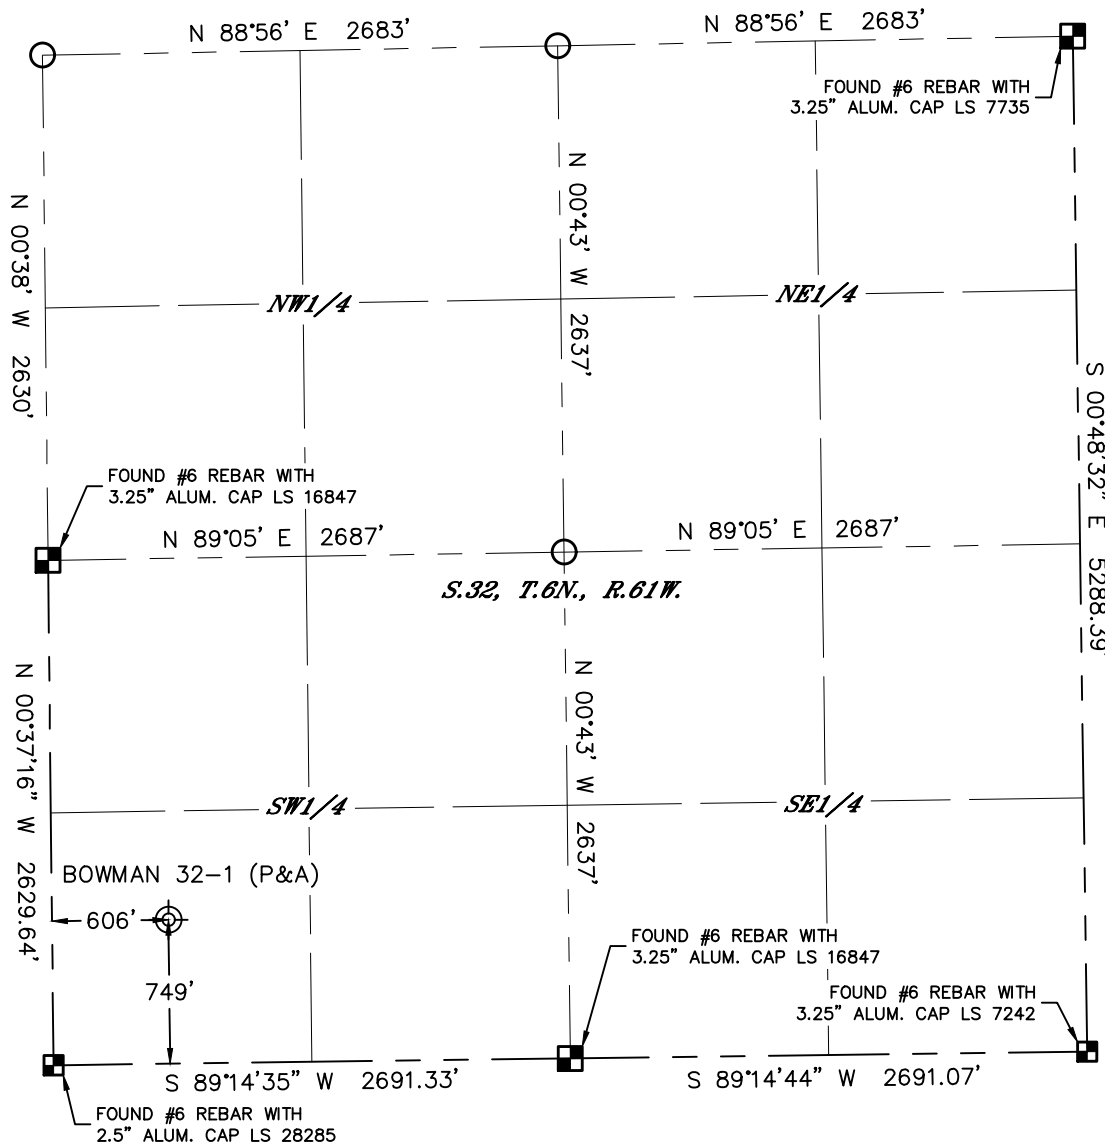 N 88°56' E 2683'
N 88°56' E 2683'
FOUND #6 REBAR WITH
3.25" ALUM. CAP LS 7735
N 00°38' W 2630'
N 00°43' W 2637'
NW1/4
NE1/4
S 00°48'32" E 5288.39'
FOUND #6 REBAR WITH
3.25" ALUM. CAP LS 16847
N 89°05' E 2687'
N 89°05' E 2687'
S.32, T.6N., R.61W.
N 00°37'16" W 2629.64'
N 00°43' W 2637'
SW1/4
SE1/4
BOWMAN 32-1 (P&A)
606'
749'
FOUND #6 REBAR WITH
3.25" ALUM. CAP LS 16847
FOUND #6 REBAR WITH
3.25" ALUM. CAP LS 7242
S 89°14'35" W 2691.33'
S 89°14'44" W 2691.07'
FOUND #6 REBAR WITH
2.5" ALUM. CAP LS 28285